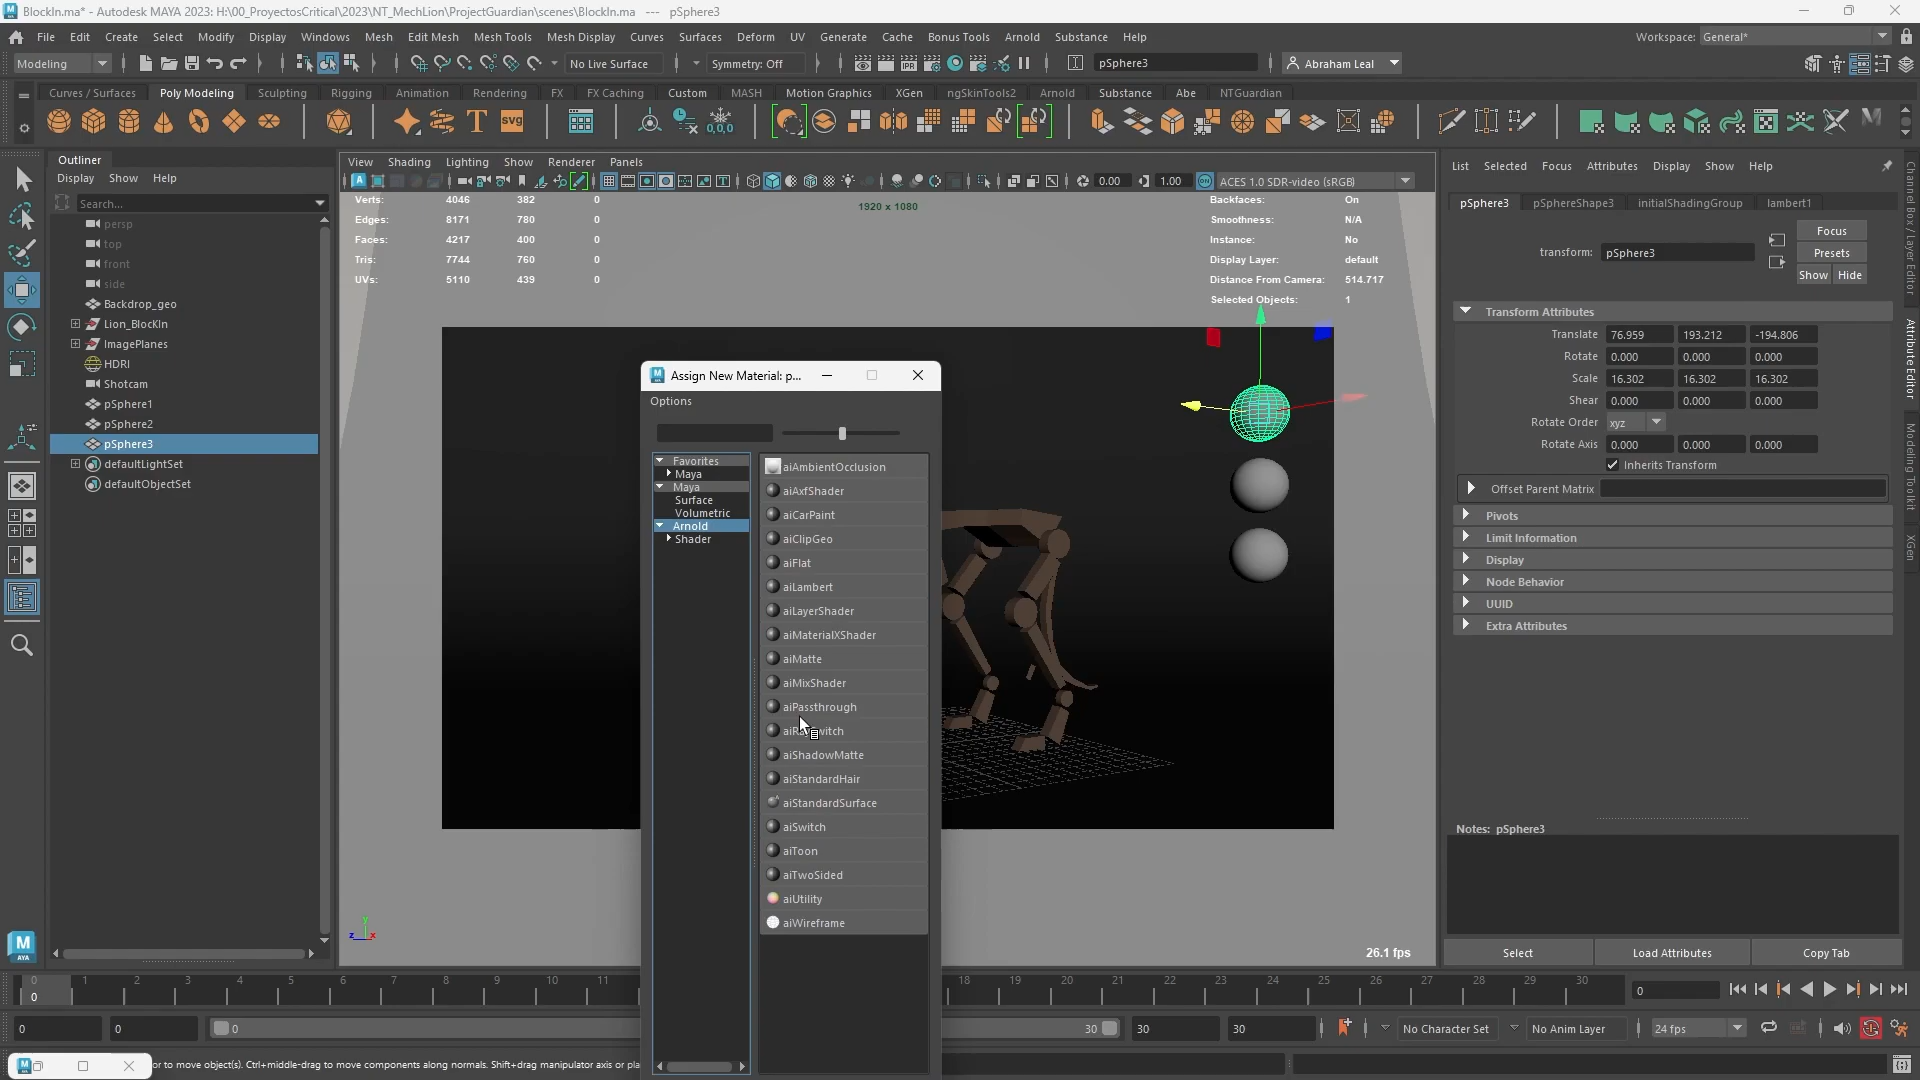 BlockIn.ma* - Autodesk MAYA 2023: H:\00_ProyectosCritical\2023\NT_MechLion\ProjectGuardian\scenes\BlockIn.ma --- pSphere3
File Edit Create Select Modify Display Windows Mesh Edit Mesh Mesh Tools Mesh Display Curves Surfaces Deform UV Generate Cache Bonus Tools Arnold Substance Help
Workspace: General*
Modeling
No Live Surface
Symmetry: Off
pSphere3
Abraham Leal
Curves / Surfaces Poly Modeling Sculpting Rigging Animation Rendering FX FX Caching Custom MASH Motion Graphics XGen ngSkinTools2 Arnold Substance Abe NTGuardian
T svg 0,0,0
Outliner
Display Show Help
Search...
persp
top
front
side
Backdrop_geo
Lion_BlockIn
ImagePlanes
HDRI
Shotcam
pSphere1
pSphere2
pSphere3
defaultLightSet
defaultObjectSet
View Shading Lighting Show Renderer Panels
0.00 1.00 ACES 1.0 SDR-video (sRGB)
Verts: 4046 382 0
Edges: 8171 780 0
Faces: 4217 400 0
Tris: 7744 760 0
UVs: 5110 439 0
1920 x 1080
Backfaces: On
Smoothness: N/A
Instance: No
Display Layer: default
Distance From Camera: 514.717
Selected Objects: 1
26.1 fps
Assign New Material: p...
Options
Favorites
Maya
Maya
Surface
Volumetric
Arnold
Shader
aiAmbientOcclusion
aiAxfShader
aiCarPaint
aiClipGeo
aiFlat
aiLambert
aiLayerShader
aiMaterialXShader
aiMatte
aiMixShader
aiPassthrough
aiShadowMatte
aiStandardHair
aiStandardSurface
aiSwitch
aiToon
aiTwoSided
aiUtility
aiWireframe
List Selected Focus Attributes Display Show Help
pSphere3 pSphereShape3 initialShadingGroup lambert1
transform: pSphere3
Focus
Presets
Show Hide
Transform Attributes
Translate 76.959 193.212 -194.806
Rotate 0.000 0.000 0.000
Scale 16.302 16.302 16.302
Shear 0.000 0.000 0.000
Rotate Order xyz
Rotate Axis 0.000 0.000 0.000
Inherits Transform
Offset Parent Matrix
Pivots
Limit Information
Display
Node Behavior
UUID
Extra Attributes
Notes: pSphere3
Select Load Attributes Copy Tab
Channel Box / Layer Editor
Attribute Editor
Modeling Toolkit
XGen
0 1 2 3 4 5 6 7 8 9 10 11 18 19 20 21 22 23 24 25 26 27 28 29 30
0
0
0 0 0 30 30 30 No Character Set No Anim Layer 24 fps
or to move object(s). Ctrl+middle-drag to move components along normals. Shift+drag manipulator axis or pla